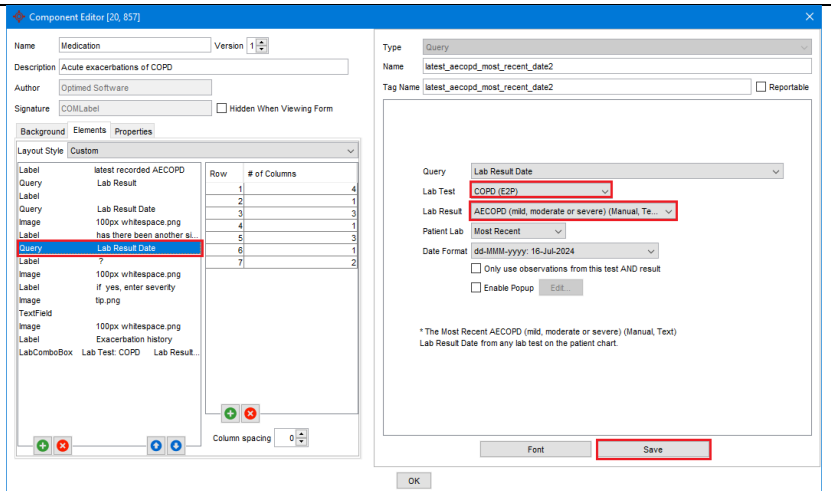 Component Editor [20, 857]
Name Medication Version 1
Description Acute exacerbations of COPD
Author Optimed Software
Signature COMLabel Hidden When Viewing Form
Background Elements Properties
Layout Style Custom
Label latest recorded AECOPD
Query Lab Result
Label
Query Lab Result Date
Image 100px whitespace.png
Label has there been another si...
Query Lab Result Date
Label ?
Image 100px whitespace.png
Label if yes, enter severity
Image tip.png
TextField
Image 100px whitespace.png
Label Exacerbation history
LabComboBox Lab Test: COPD Lab Result...
Row # of Columns
1 4
2 1
3 3
4 1
5 3
6 1
7 2
Column spacing 0
Type Query
Name latest_aecopd_most_recent_date2
Tag Name latest_aecopd_most_recent_date2 Reportable
Query Lab Result Date
Lab Test COPD (E2P)
Lab Result AECOPD (mild, moderate or severe) (Manual, Te...
Patient Lab Most Recent
Date Format dd-MMM-yyyy: 16-Jul-2024
Only use observations from this test AND result
Enable Popup Edit...
* The Most Recent AECOPD (mild, moderate or severe) (Manual, Text)
Lab Result Date from any lab test on the patient chart.
Font Save
OK